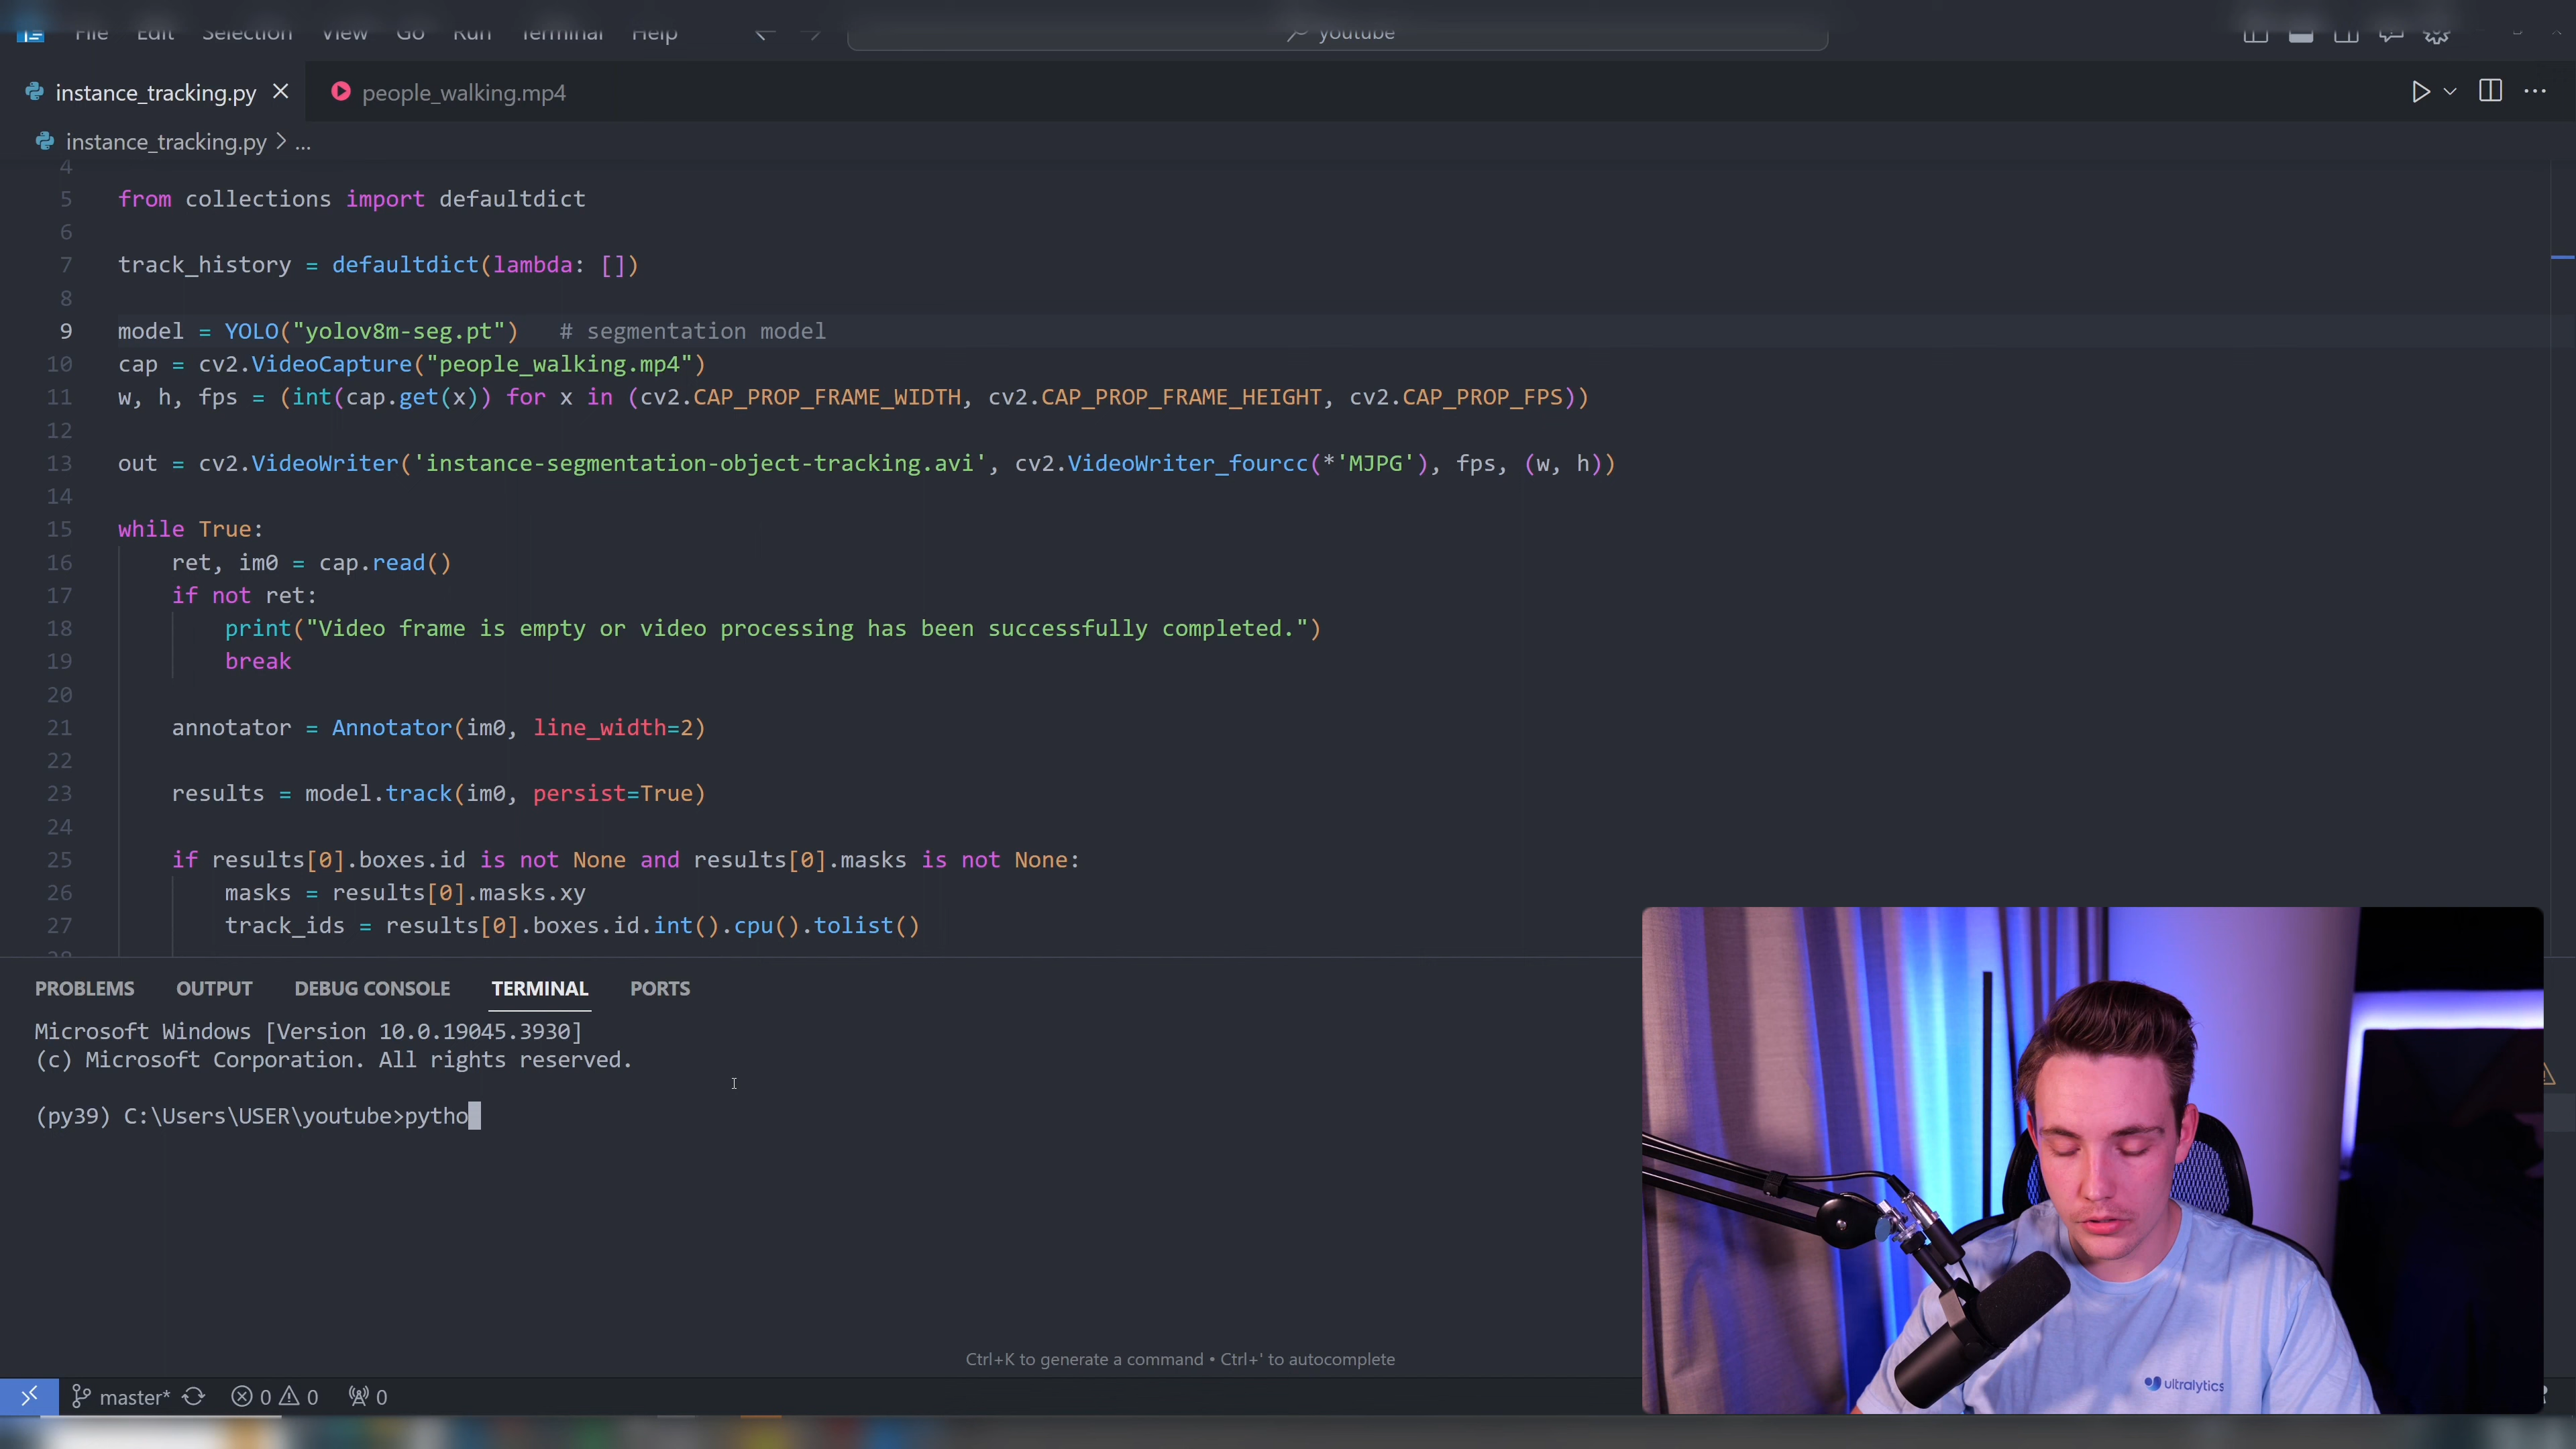 File Edit Selection View Go Run Terminal Help youtube
instance_tracking.py people_walking.mp4
instance_tracking.py > ...
4
5 from collections import defaultdict
6
7 track_history = defaultdict(lambda: [])
8
9 model = YOLO("yolov8m-seg.pt") # segmentation model
10 cap = cv2.VideoCapture("people_walking.mp4")
11 w, h, fps = (int(cap.get(x)) for x in (cv2.CAP_PROP_FRAME_WIDTH, cv2.CAP_PROP_FRAME_HEIGHT, cv2.CAP_PROP_FPS))
12
13 out = cv2.VideoWriter('instance-segmentation-object-tracking.avi', cv2.VideoWriter_fourcc(*'MJPG'), fps, (w, h))
14
15 while True:
16 ret, im0 = cap.read()
17 if not ret:
18 print("Video frame is empty or video processing has been successfully completed.")
19 break
20
21 annotator = Annotator(im0, line_width=2)
22
23 results = model.track(im0, persist=True)
24
25 if results[0].boxes.id is not None and results[0].masks is not None:
26 masks = results[0].masks.xy
27 track_ids = results[0].boxes.id.int().cpu().tolist()
28
PROBLEMS OUTPUT DEBUG CONSOLE TERMINAL PORTS
Microsoft Windows [Version 10.0.19045.3930]
(c) Microsoft Corporation. All rights reserved.
(py39) C:\Users\USER\youtube>pytho
Ctrl+K to generate a command • Ctrl+' to autocomplete
ultralytics
master* 0 0 0